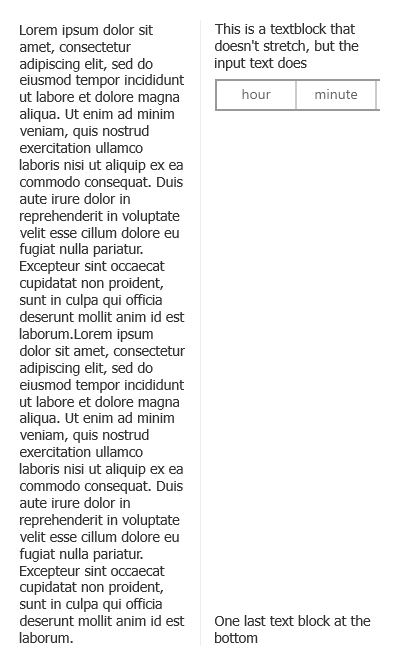 Lorem ipsum dolor sit
amet, consectetur
adipiscing elit, sed do
eiusmod tempor incididunt
ut labore et dolore magna
aliqua. Ut enim ad minim
veniam, quis nostrud
exercitation ullamco
laboris nisi ut aliquip ex ea
commodo consequat. Duis
aute irure dolor in
reprehenderit in voluptate
velit esse cillum dolore eu
fugiat nulla pariatur.
Excepteur sint occaecat
cupidatat non proident,
sunt in culpa qui officia
deserunt mollit anim id est
laborum.Lorem ipsum
dolor sit amet, consectetur
adipiscing elit, sed do
eiusmod tempor incididunt
ut labore et dolore magna
aliqua. Ut enim ad minim
veniam, quis nostrud
exercitation ullamco
laboris nisi ut aliquip ex ea
commodo consequat. Duis
aute irure dolor in
reprehenderit in voluptate
velit esse cillum dolore eu
fugiat nulla pariatur.
Excepteur sint occaecat
cupidatat non proident,
sunt in culpa qui officia
deserunt mollit anim id est
laborum.
This is a textblock that
doesn't stretch, but the
input text does
hour minute
One last text block at the
bottom